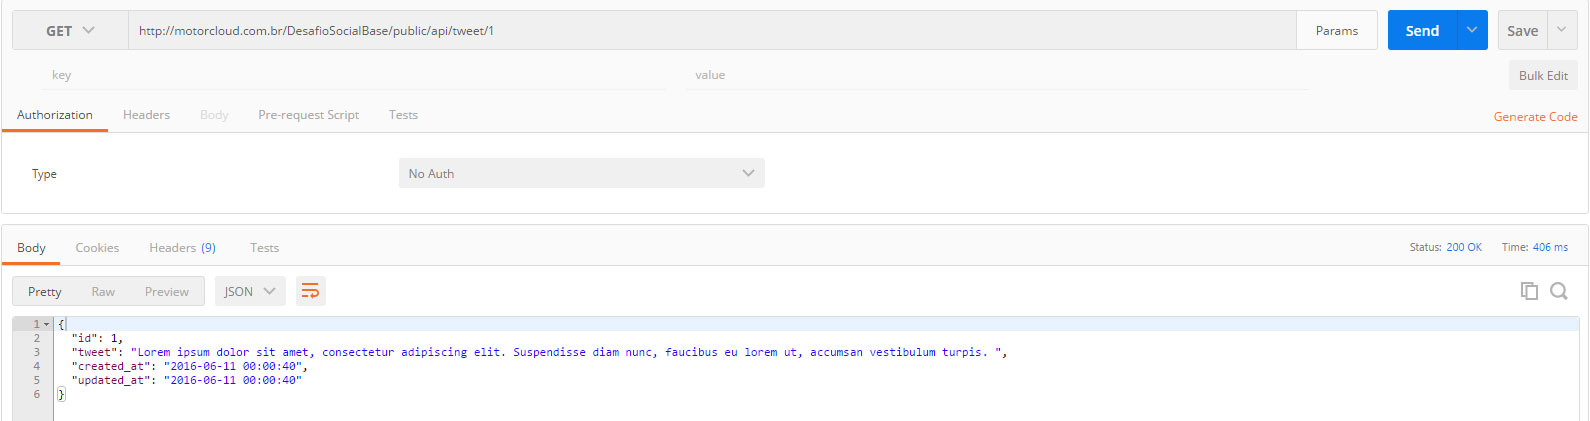 GET http://motorcloud.com.br/DesafioSocialBase/public/api/tweet/1 Params Send Save
key value Bulk Edit
Authorization Headers Body Pre-request Script Tests Generate Code
Type No Auth
Body Cookies Headers (9) Tests Status: 200 OK Time: 406 ms
Pretty Raw Preview JSON
1 {
2 "id": 1,
3 "tweet": "Lorem ipsum dolor sit amet, consectetur adipiscing elit. Suspendisse diam nunc, faucibus eu lorem ut, accumsan vestibulum turpis. ",
4 "created_at": "2016-06-11 00:00:40",
5 "updated_at": "2016-06-11 00:00:40"
6 }